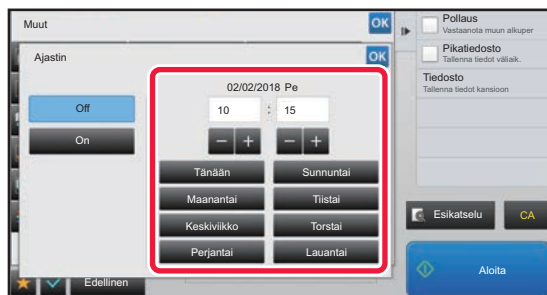 Muut
OK
Ajastin
OK
Off
On
02/02/2018 Pe
10 : 15
− + − +
Tänään Sunnuntai
Maanantai Tiistai
Keskiviikko Torstai
Perjantai Lauantai
Edellinen
Pollaus
Vastaanota muun alkuper
Pikatiedosto
Tallenna tiedot väliaik.
Tiedosto
Tallenna tiedot kansioon
Esikatselu CA
Aloita